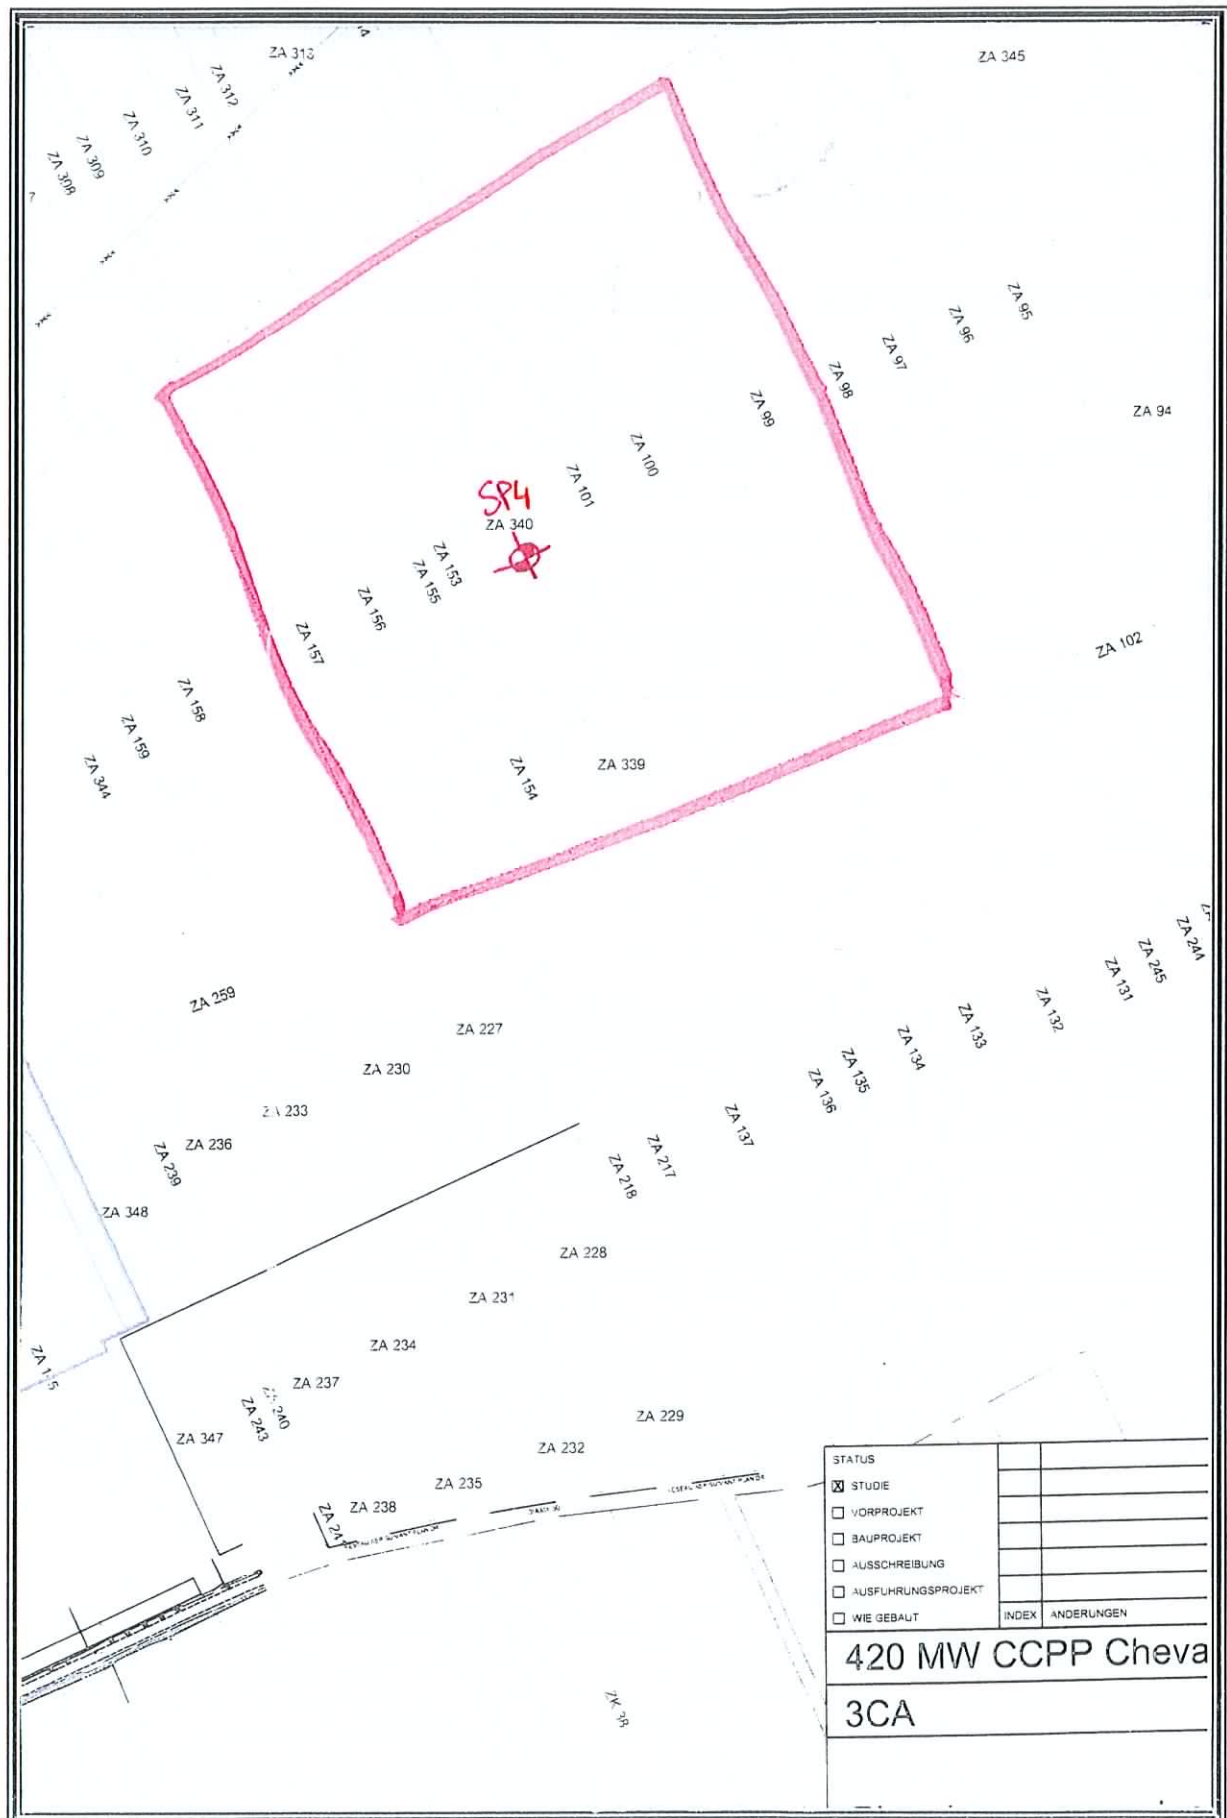 ZA 313
ZA 345
ZA 312
ZA 311
ZA 310
ZA 309
ZA 308
ZA 95
ZA 96
ZA 97
ZA 98
ZA 99
ZA 94
ZA 100
ZA 101
SP4
ZA 340
ZA 153
ZA 155
ZA 156
ZA 157
ZA 102
ZA 158
ZA 159
ZA 344
ZA 154
ZA 339
ZA 244
ZA 245
ZA 131
ZA 132
ZA 133
ZA 134
ZA 135
ZA 136
ZA 137
ZA 217
ZA 218
ZA 259
ZA 227
ZA 230
ZA 233
ZA 236
ZA 239
ZA 348
ZA 228
ZA 231
ZA 234
ZA 237
ZA 240
ZA 243
ZA 347
ZA 229
ZA 232
ZA 235
ZA 238
ZK 38
STATUS
STUDIE
VORPROJEKT
BAUPROJEKT
AUSSCHREIBUNG
AUSFUHRUNGSPROJEKT
WIE GEBAUT
INDEX ANDERUNGEN
420 MW CCPP Cheva
3CA